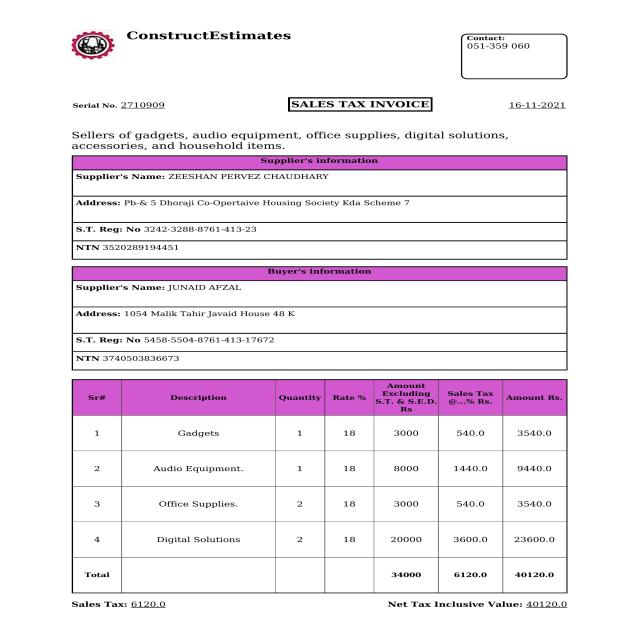 ConstructEstimates
Contact:
051-359 060
Serial No. 2710909
SALES TAX INVOICE
16-11-2021
Sellers of gadgets, audio equipment, office supplies, digital solutions,
accessories, and household items.
Supplier's information
Supplier's Name: ZEESHAN PERVEZ CHAUDHARY
Address: Pb-& 5 Dhoraji Co-Opertaive Housing Society Kda Scheme 7
S.T. Reg: No 3242-3288-8761-413-23
NTN 3520289194451
Buyer's information
Supplier's Name: JUNAID AFZAL
Address: 1054 Malik Tahir Javaid House 48 K
S.T. Reg: No 5458-5504-8761-413-17672
NTN 3740503836673
Sr# Description Quantity Rate % Amount Excluding S.T. & S.E.D. Rs Sales Tax @...% Rs. Amount Rs.
1 Gadgets 1 18 3000 540.0 3540.0
2 Audio Equipment. 1 18 8000 1440.0 9440.0
3 Office Supplies. 2 18 3000 540.0 3540.0
4 Digital Solutions 2 18 20000 3600.0 23600.0
Total 34000 6120.0 40120.0
Sales Tax: 6120.0 Net Tax Inclusive Value: 40120.0